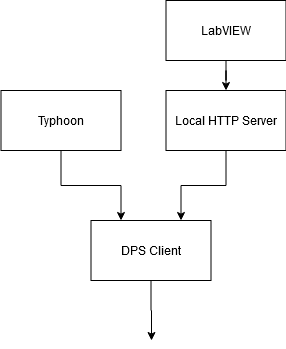 LabVIEW
Typhoon
Local HTTP Server
DPS Client